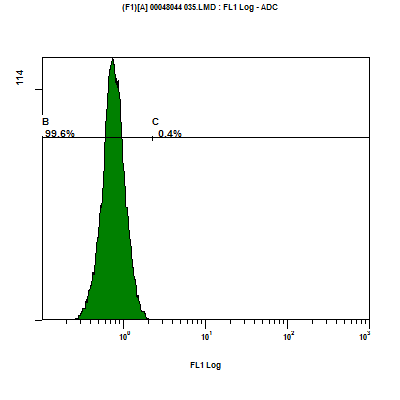 (F1)[A] 00048044 035.LMD : FL1 Log - ADC
114
B C
99.6% 0.4%
10⁰ 10¹ 10² 10³
FL1 Log